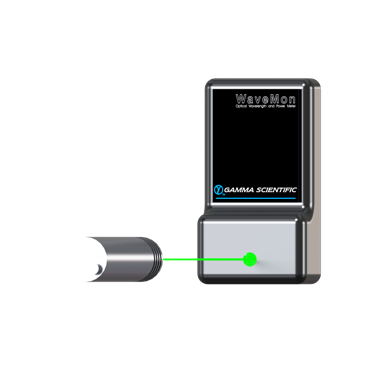 WaveMon
Optical Wavelength and Power Meter
GAMMA SCIENTIFIC